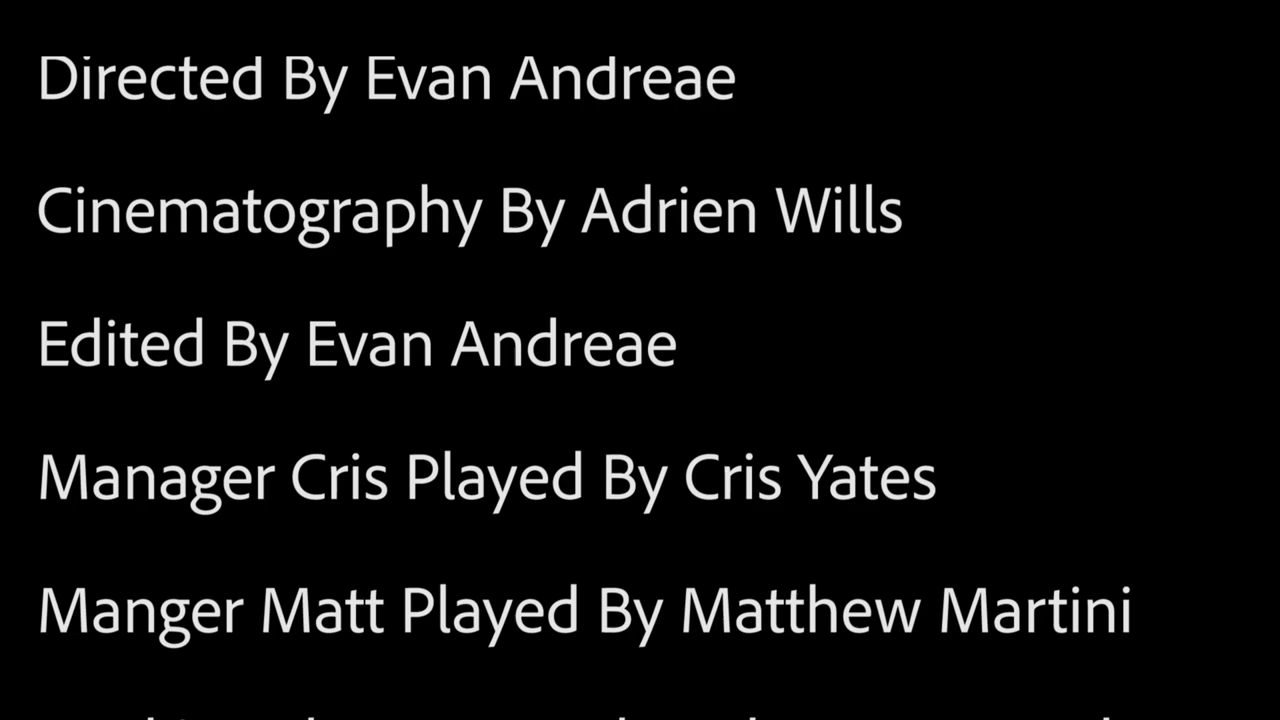 Directed By Evan Andreae
Cinematography By Adrien Wills
Edited By Evan Andreae
Manager Cris Played By Cris Yates
Manger Matt Played By Matthew Martini